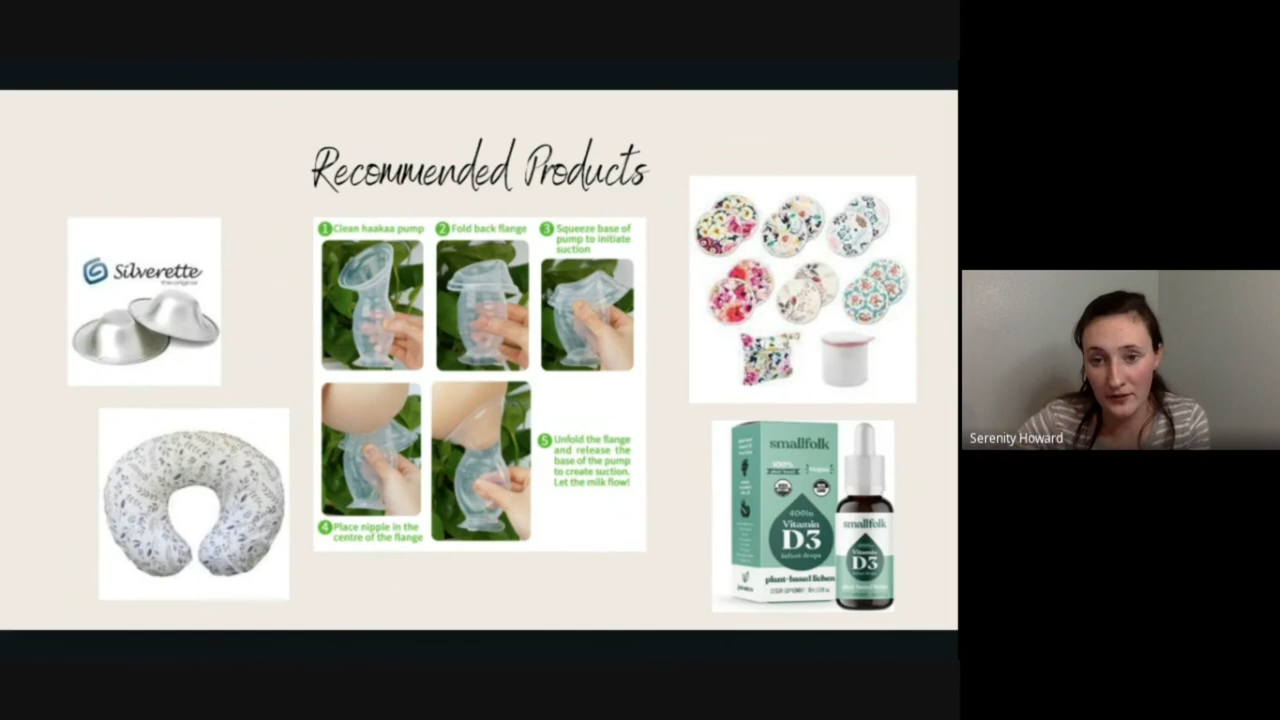 Recommended Products
Silverette
the original
1 Clean haakaa pump
2 Fold back flange
3 Squeeze base of
pump to initiate
suction
4 Place nipple in the
centre of the flange
5 Unfold the flange
and release the
base of the pump
to create suction.
Let the milk flow!
smallfolk
100%
Vegan
400iu
Vitamin
D3
infant drops
plant-based lichen
smallfolk
Vitamin
D3
Serenity Howard